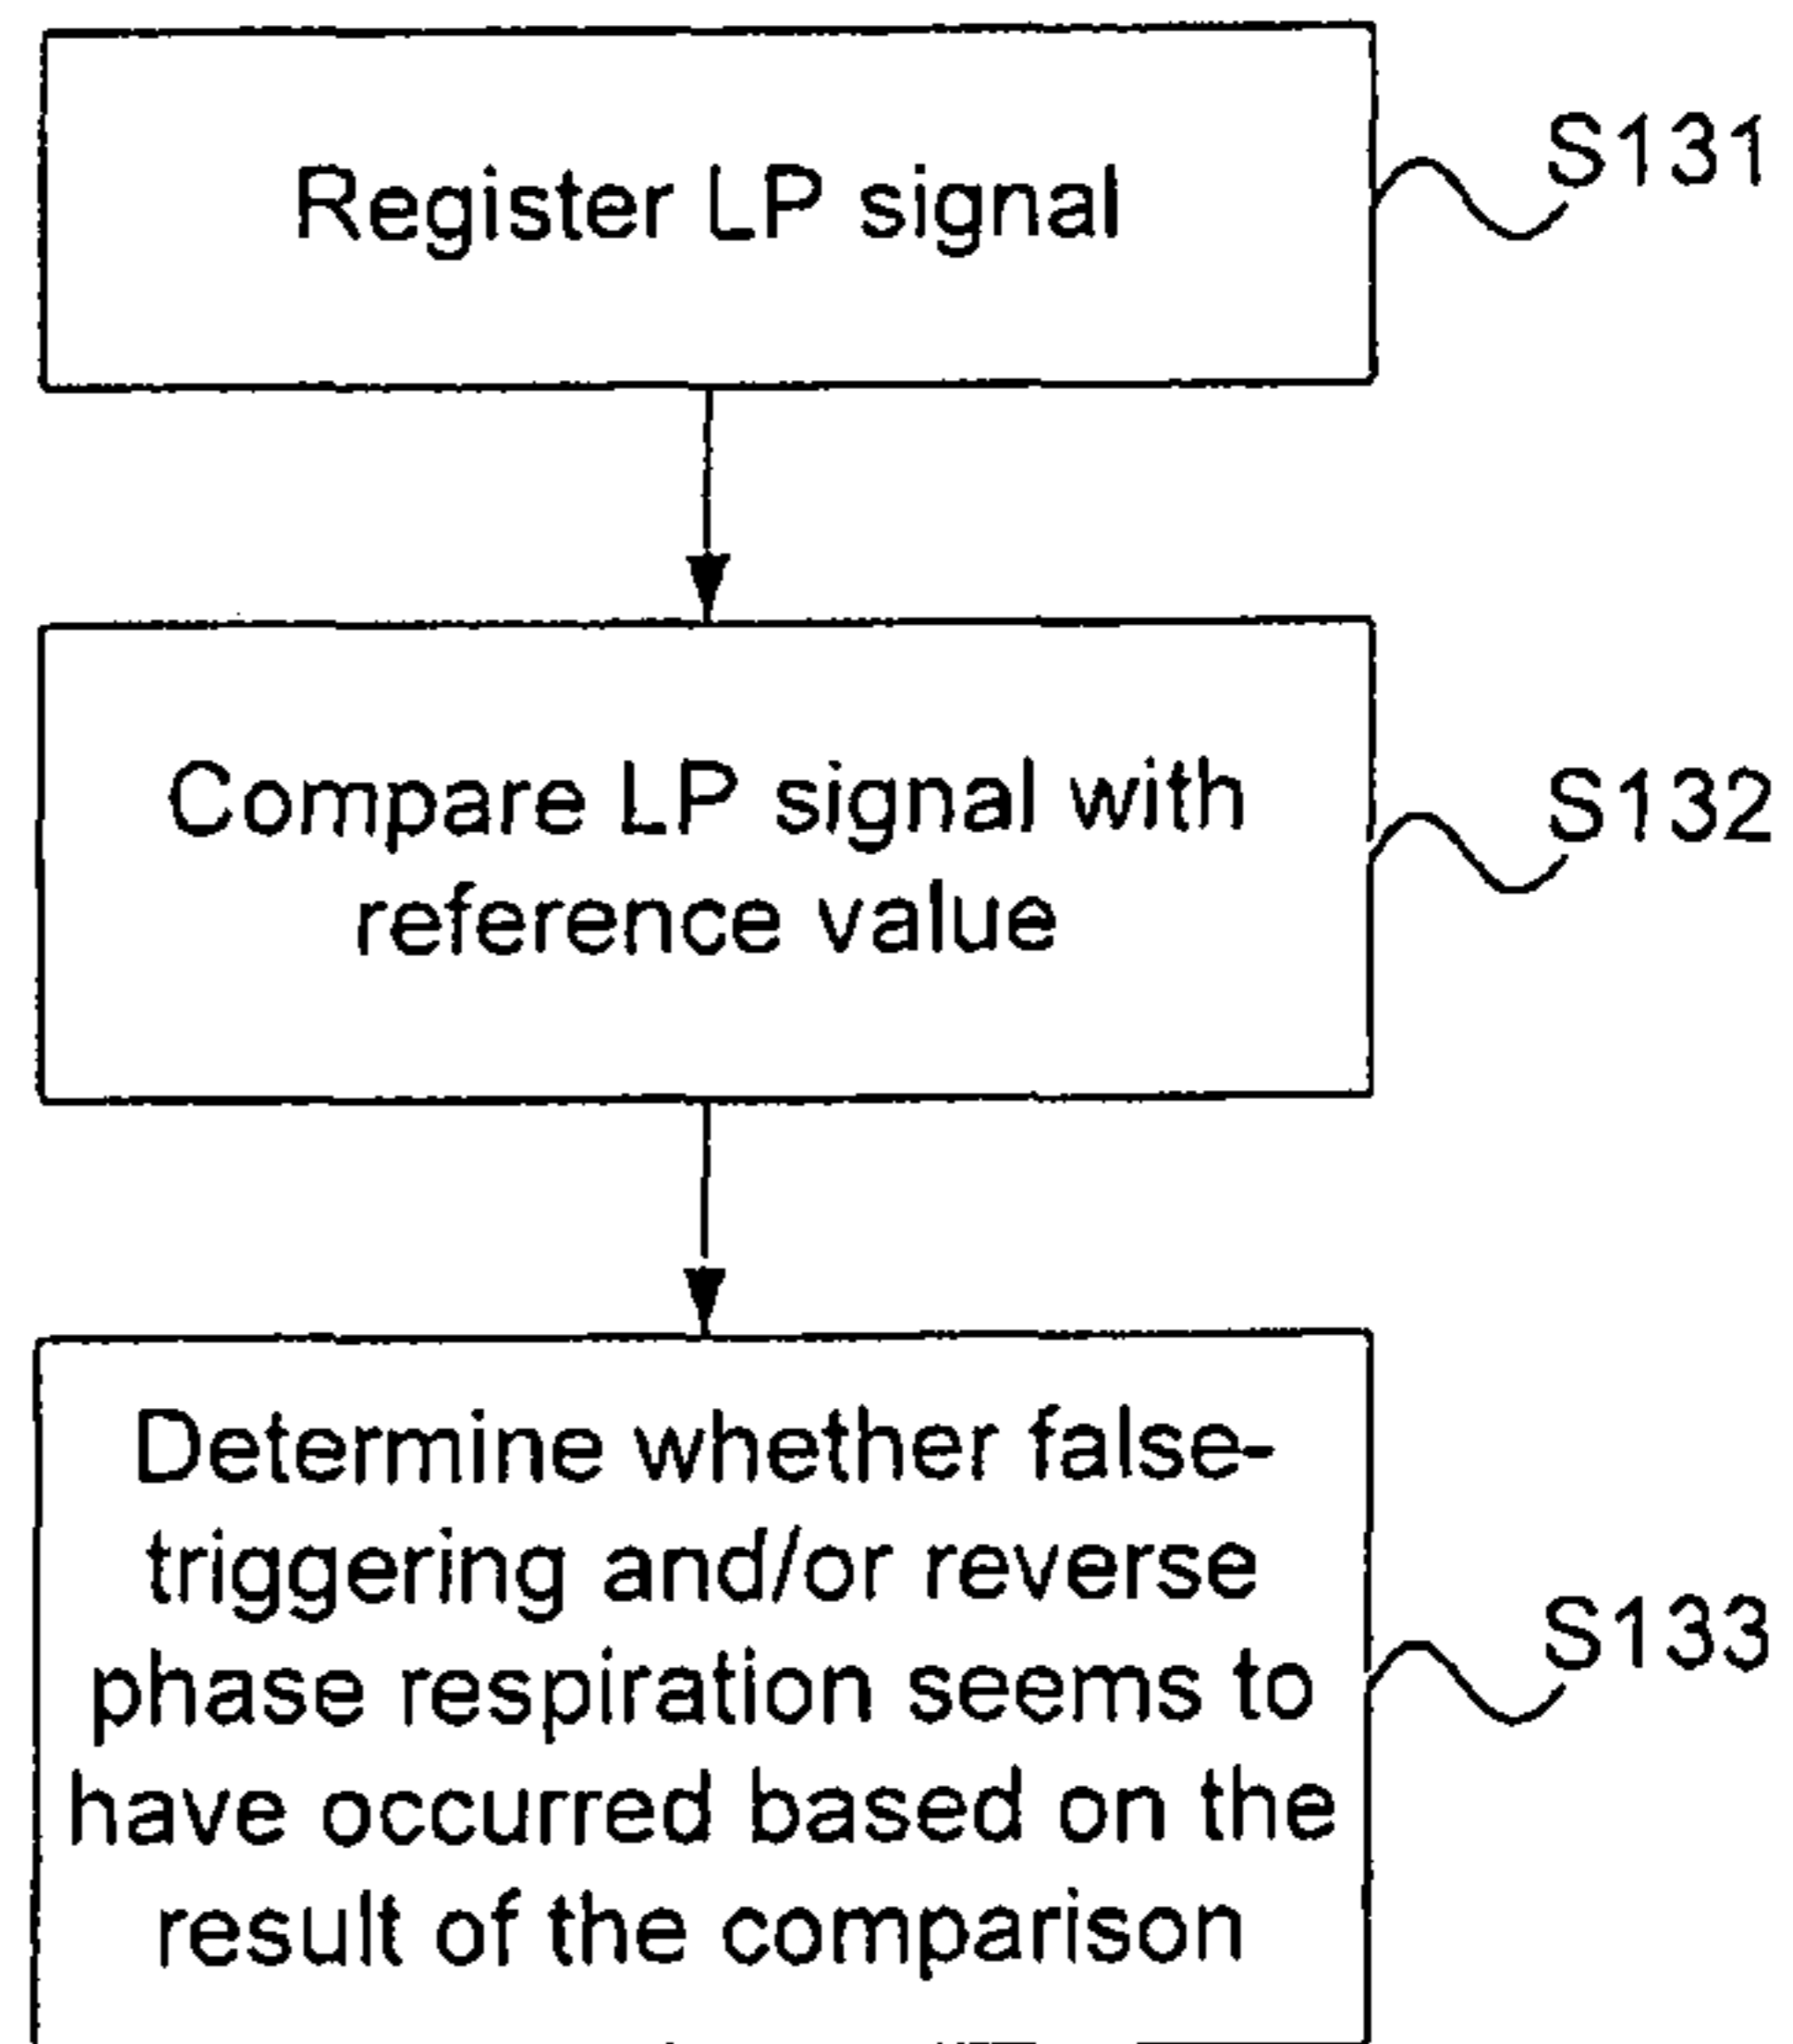 Register LP signal
S131
Compare LP signal with
reference value
S132
Determine whether false-
triggering and/or reverse
phase respiration seems to
have occurred based on the
result of the comparison
S133